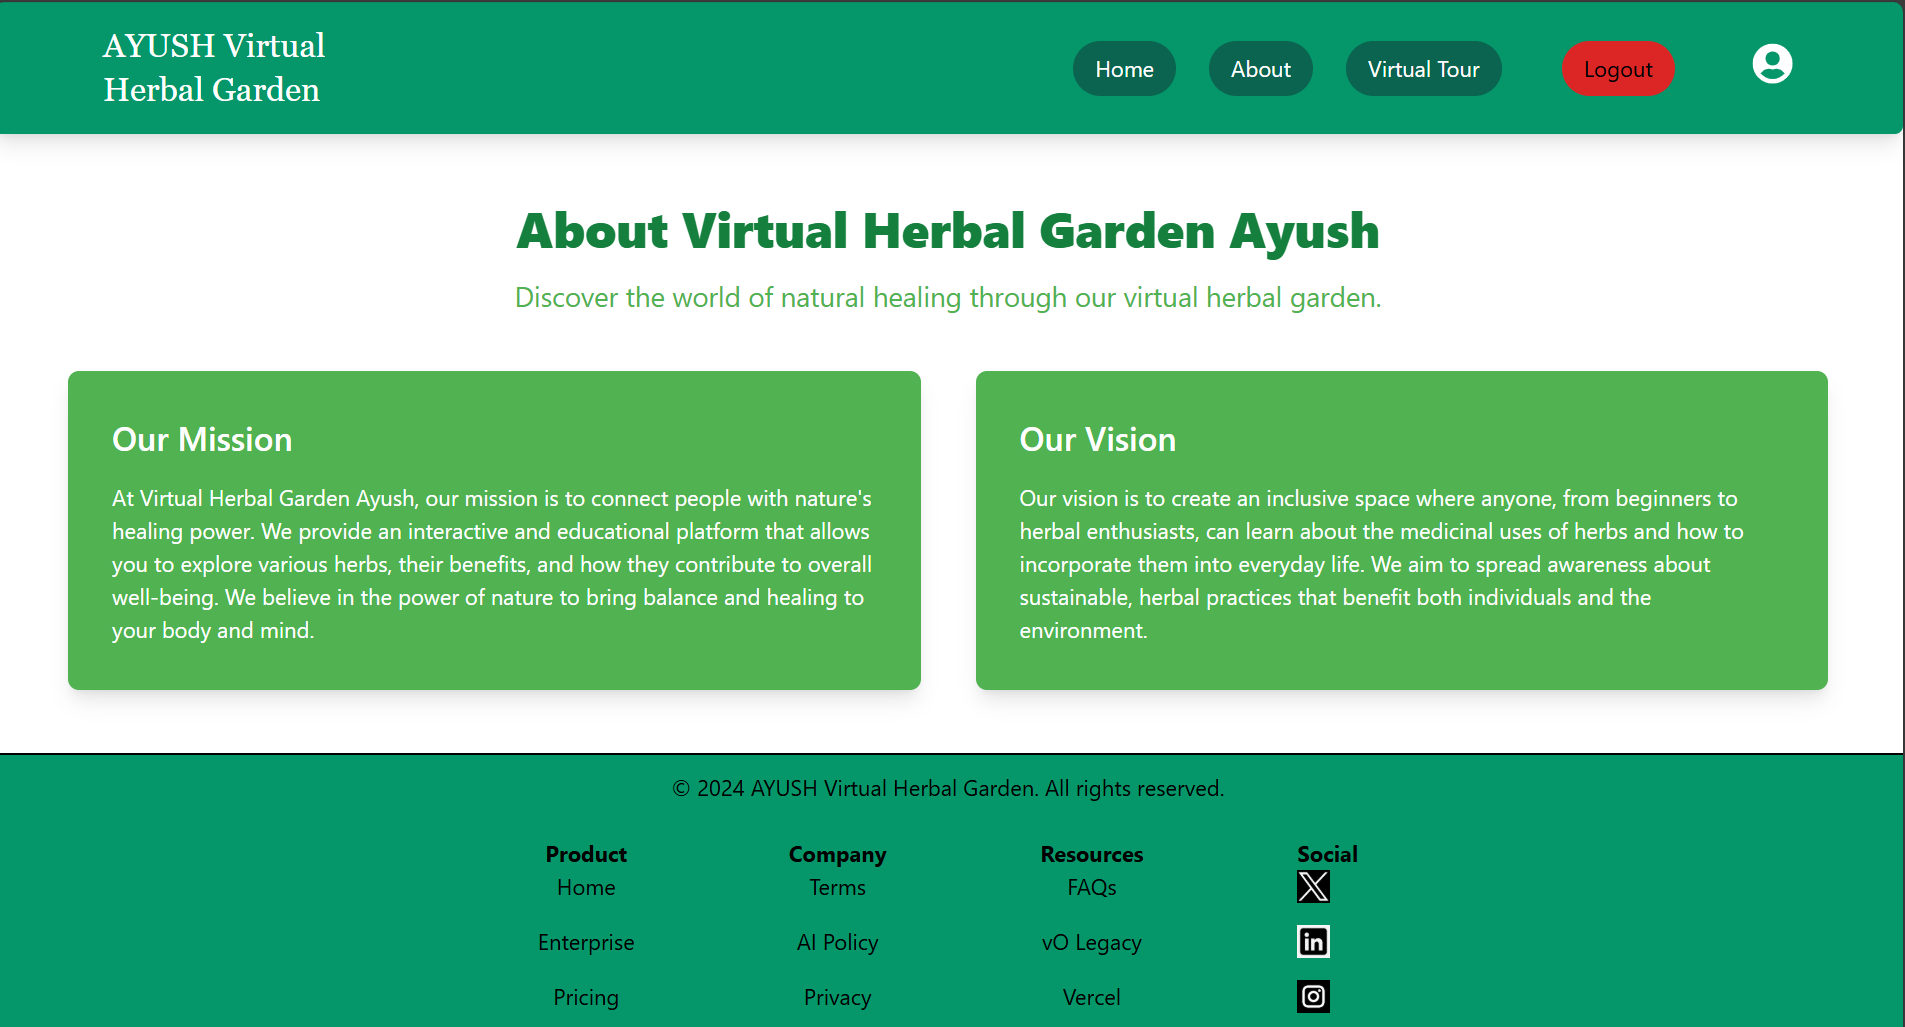 AYUSH Virtual
Herbal Garden
Home
About
Virtual Tour
Logout
About Virtual Herbal Garden Ayush
Discover the world of natural healing through our virtual herbal garden.
Our Mission
At Virtual Herbal Garden Ayush, our mission is to connect people with nature's
healing power. We provide an interactive and educational platform that allows
you to explore various herbs, their benefits, and how they contribute to overall
well-being. We believe in the power of nature to bring balance and healing to
your body and mind.
Our Vision
Our vision is to create an inclusive space where anyone, from beginners to
herbal enthusiasts, can learn about the medicinal uses of herbs and how to
incorporate them into everyday life. We aim to spread awareness about
sustainable, herbal practices that benefit both individuals and the
environment.
© 2024 AYUSH Virtual Herbal Garden. All rights reserved.
Product
Home
Enterprise
Pricing
Company
Terms
AI Policy
Privacy
Resources
FAQs
vO Legacy
Vercel
Social
X
in